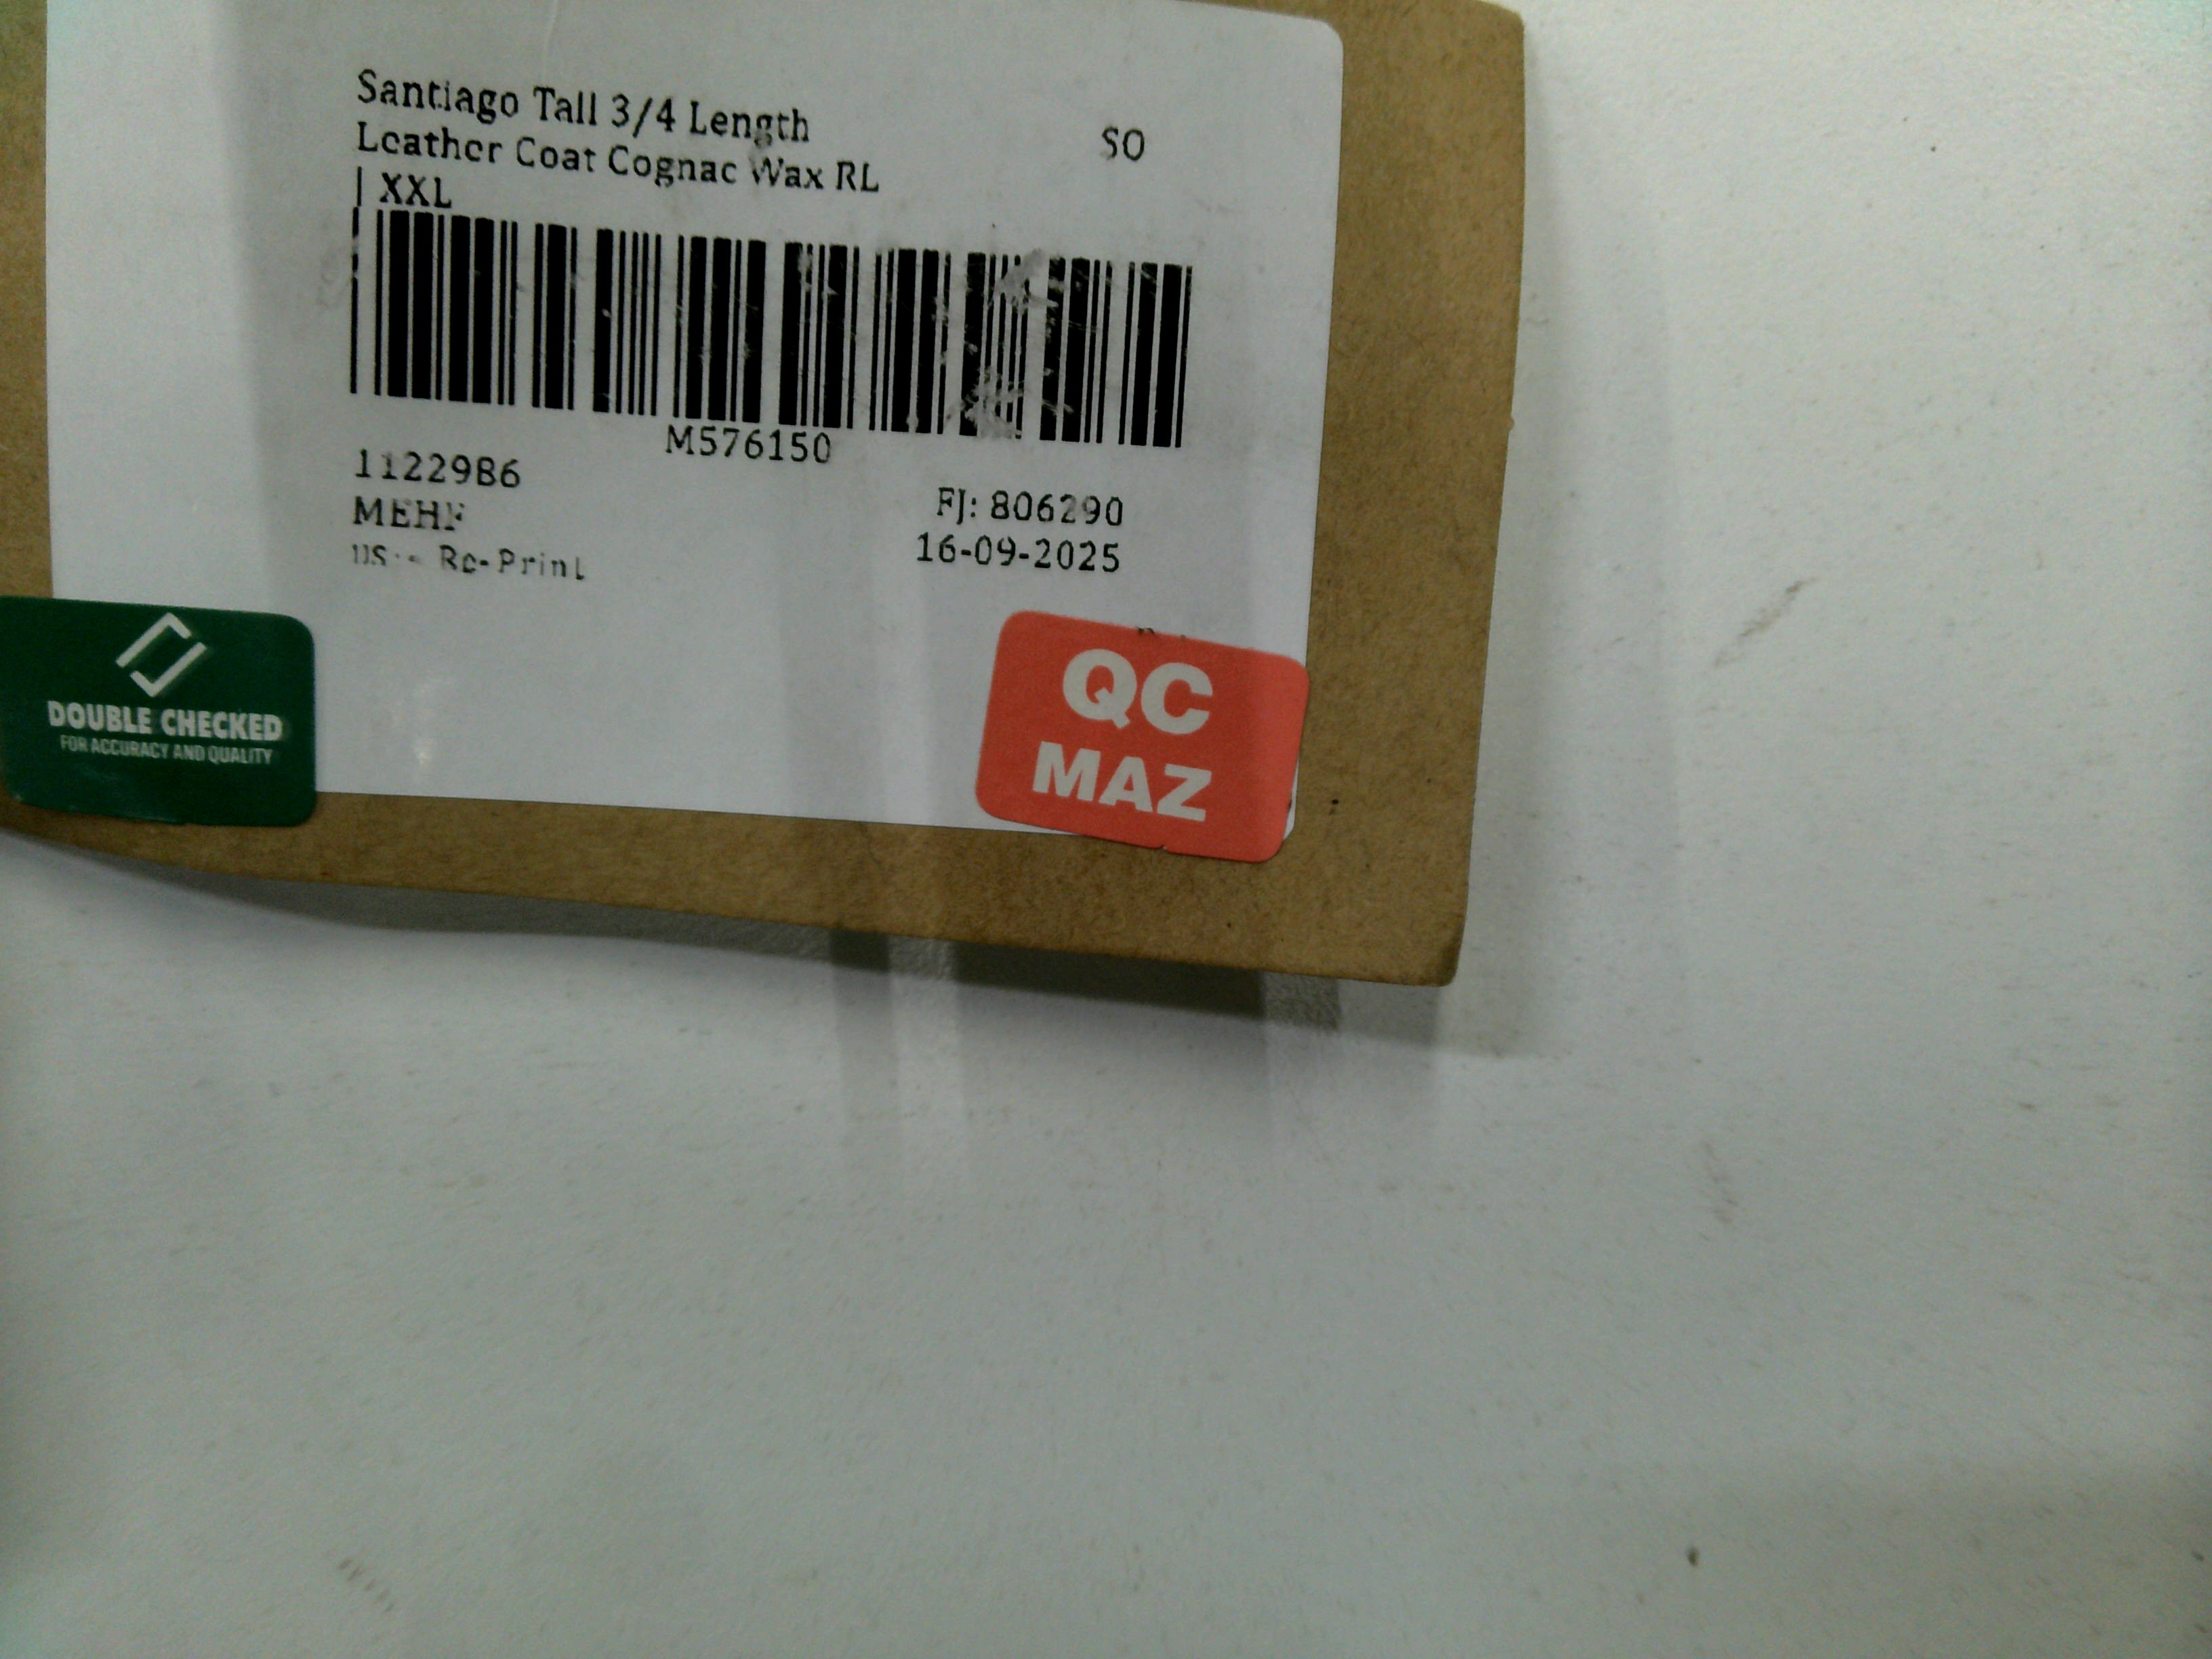 Santiago Tall 3/4 Length
Leather Coat Cognac Wax RL
| XXL
SO
M576150
1122986
MEHF
FJ: 806290
Re-Print
16-09-2025
DOUBLE CHECKED
FOR ACCURACY AND QUALITY
QC
MAZ